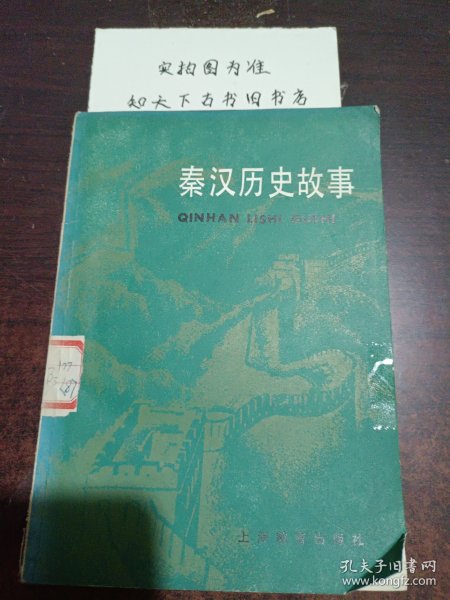 实拍图为准
知天下古书旧书店
秦汉历史故事
QINHAN LISHI GUSHI
上海教育出版社
孔夫子旧书网
www.kongfz.com